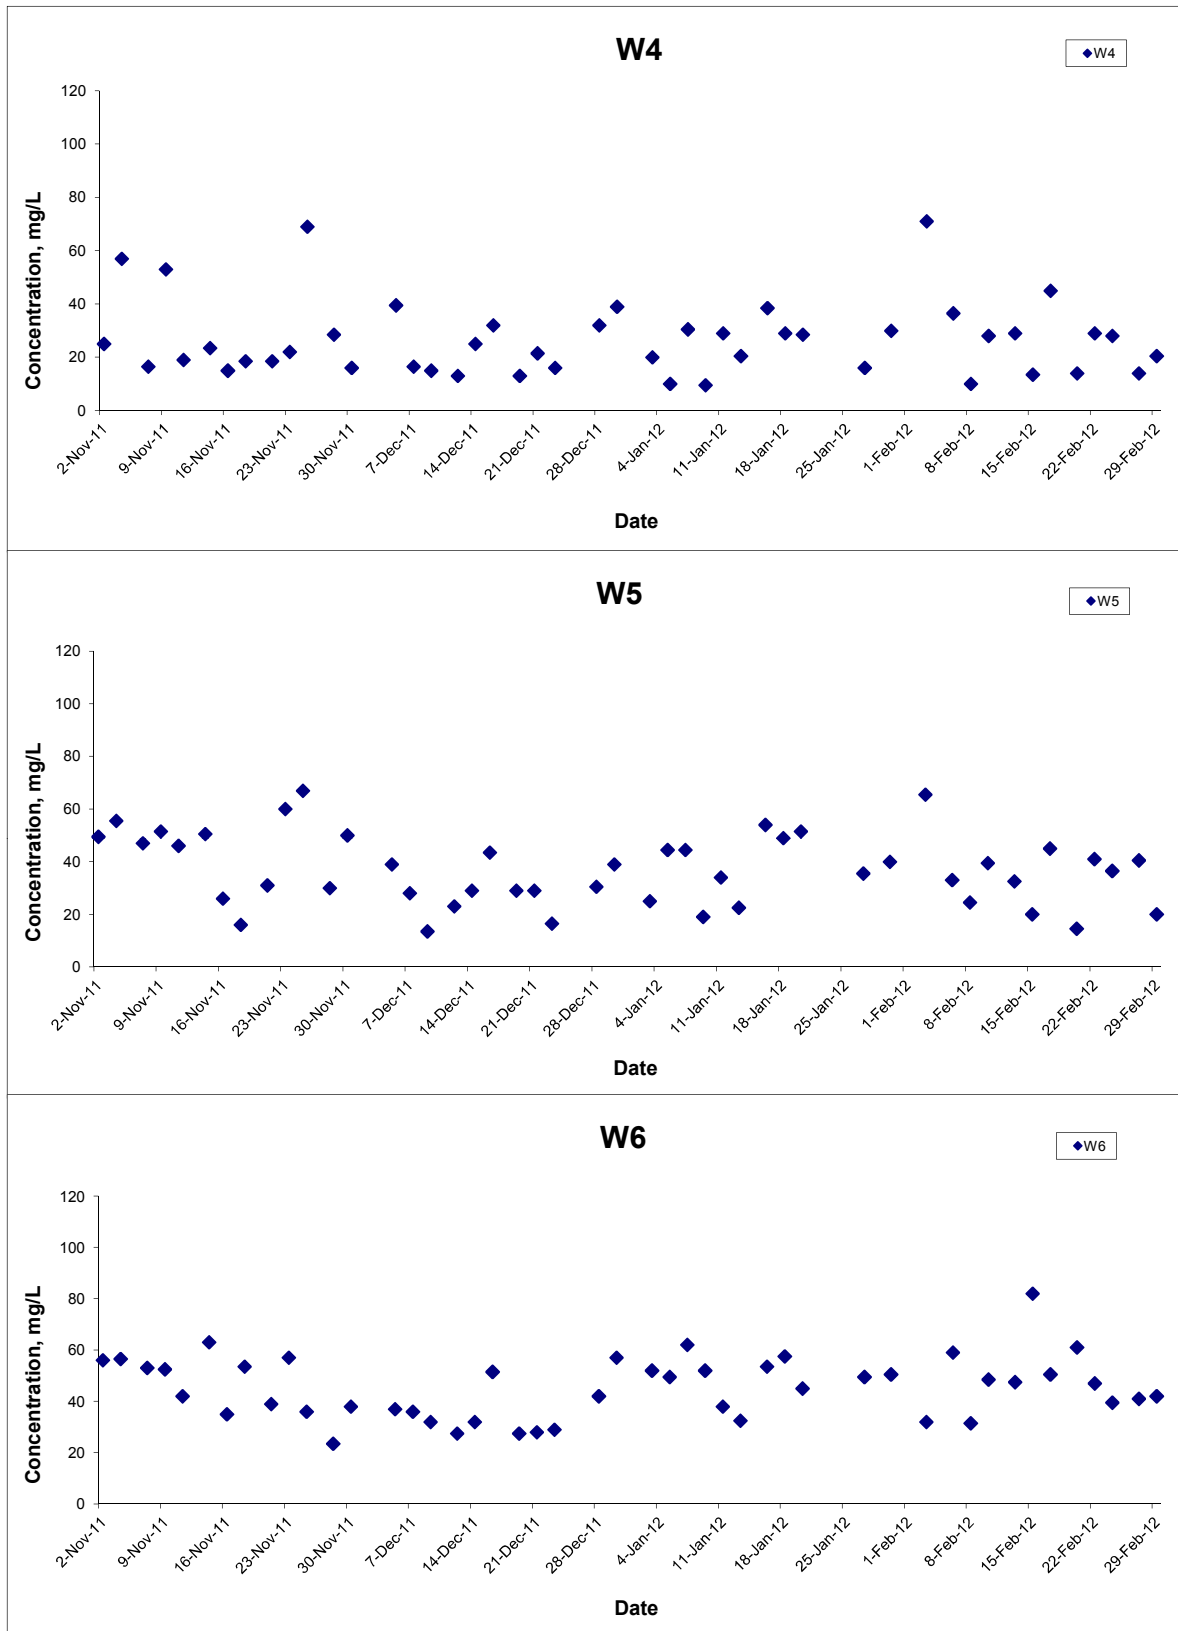 W4
W4
120
100
80
60
40
20
0
Concentration, mg/L
2-Nov-11
9-Nov-11
16-Nov-11
23-Nov-11
30-Nov-11
7-Dec-11
14-Dec-11
21-Dec-11
28-Dec-11
4-Jan-12
11-Jan-12
18-Jan-12
25-Jan-12
1-Feb-12
8-Feb-12
15-Feb-12
22-Feb-12
29-Feb-12
Date
W5
W5
120
100
80
60
40
20
0
Concentration, mg/L
2-Nov-11
9-Nov-11
16-Nov-11
23-Nov-11
30-Nov-11
7-Dec-11
14-Dec-11
21-Dec-11
28-Dec-11
4-Jan-12
11-Jan-12
18-Jan-12
25-Jan-12
1-Feb-12
8-Feb-12
15-Feb-12
22-Feb-12
29-Feb-12
Date
W6
W6
120
100
80
60
40
20
0
Concentration, mg/L
2-Nov-11
9-Nov-11
16-Nov-11
23-Nov-11
30-Nov-11
7-Dec-11
14-Dec-11
21-Dec-11
28-Dec-11
4-Jan-12
11-Jan-12
18-Jan-12
25-Jan-12
1-Feb-12
8-Feb-12
15-Feb-12
22-Feb-12
29-Feb-12
Date